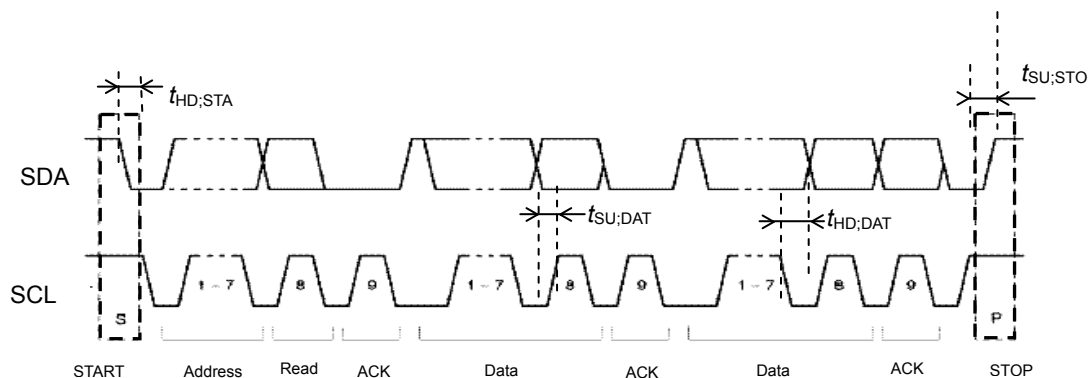 tHD;STA
tSU;STO
SDA
tSU;DAT
tHD;DAT
SCL
1 – 7 8 9 1 – 7 8 9 1 – 7 8 9
S P
START Address Read ACK Data ACK Data ACK STOP